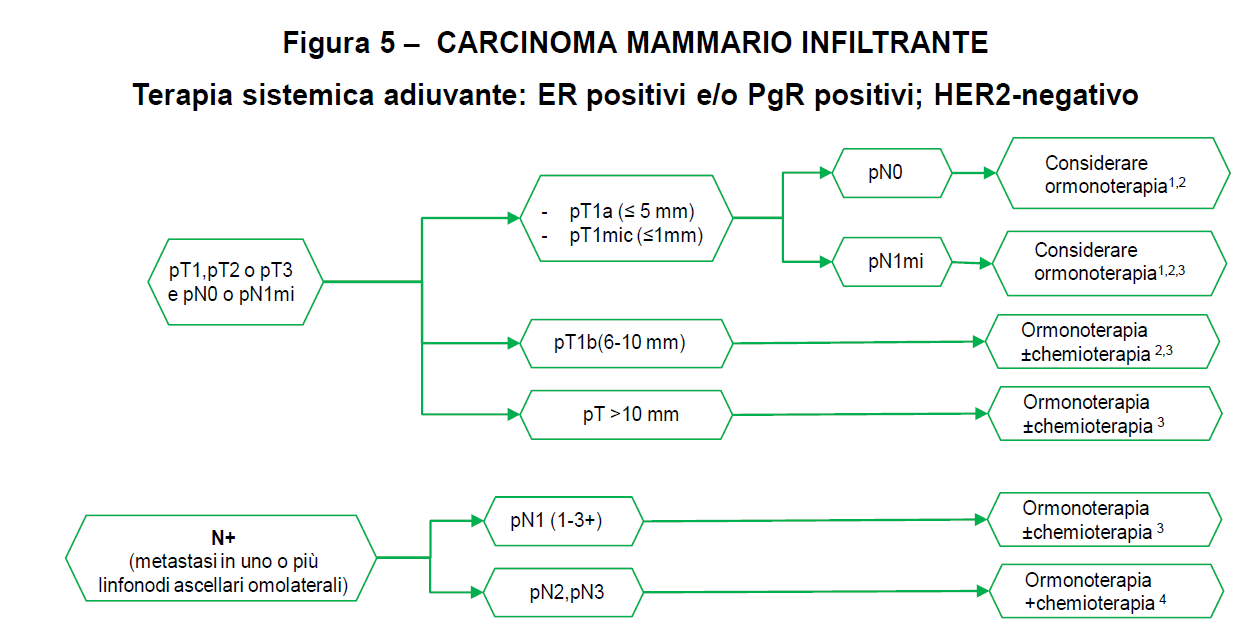 Figura 5 – CARCINOMA MAMMARIO INFILTRANTE
Terapia sistemica adiuvante: ER positivi e/o PgR positivi; HER2-negativo
pT1,pT2 o pT3
e pN0 o pN1mi
- pT1a (≤ 5 mm)
- pT1mic (≤1mm)
pN0
Considerare
ormonoterapia1,2
pN1mi
Considerare
ormonoterapia1,2,3
pT1b(6-10 mm)
Ormonoterapia
±chemioterapia 2,3
pT >10 mm
Ormonoterapia
±chemioterapia 3
N+
(metastasi in uno o più
linfonodi ascellari omolaterali)
pN1 (1-3+)
Ormonoterapia
±chemioterapia 3
pN2,pN3
Ormonoterapia
+chemioterapia 4